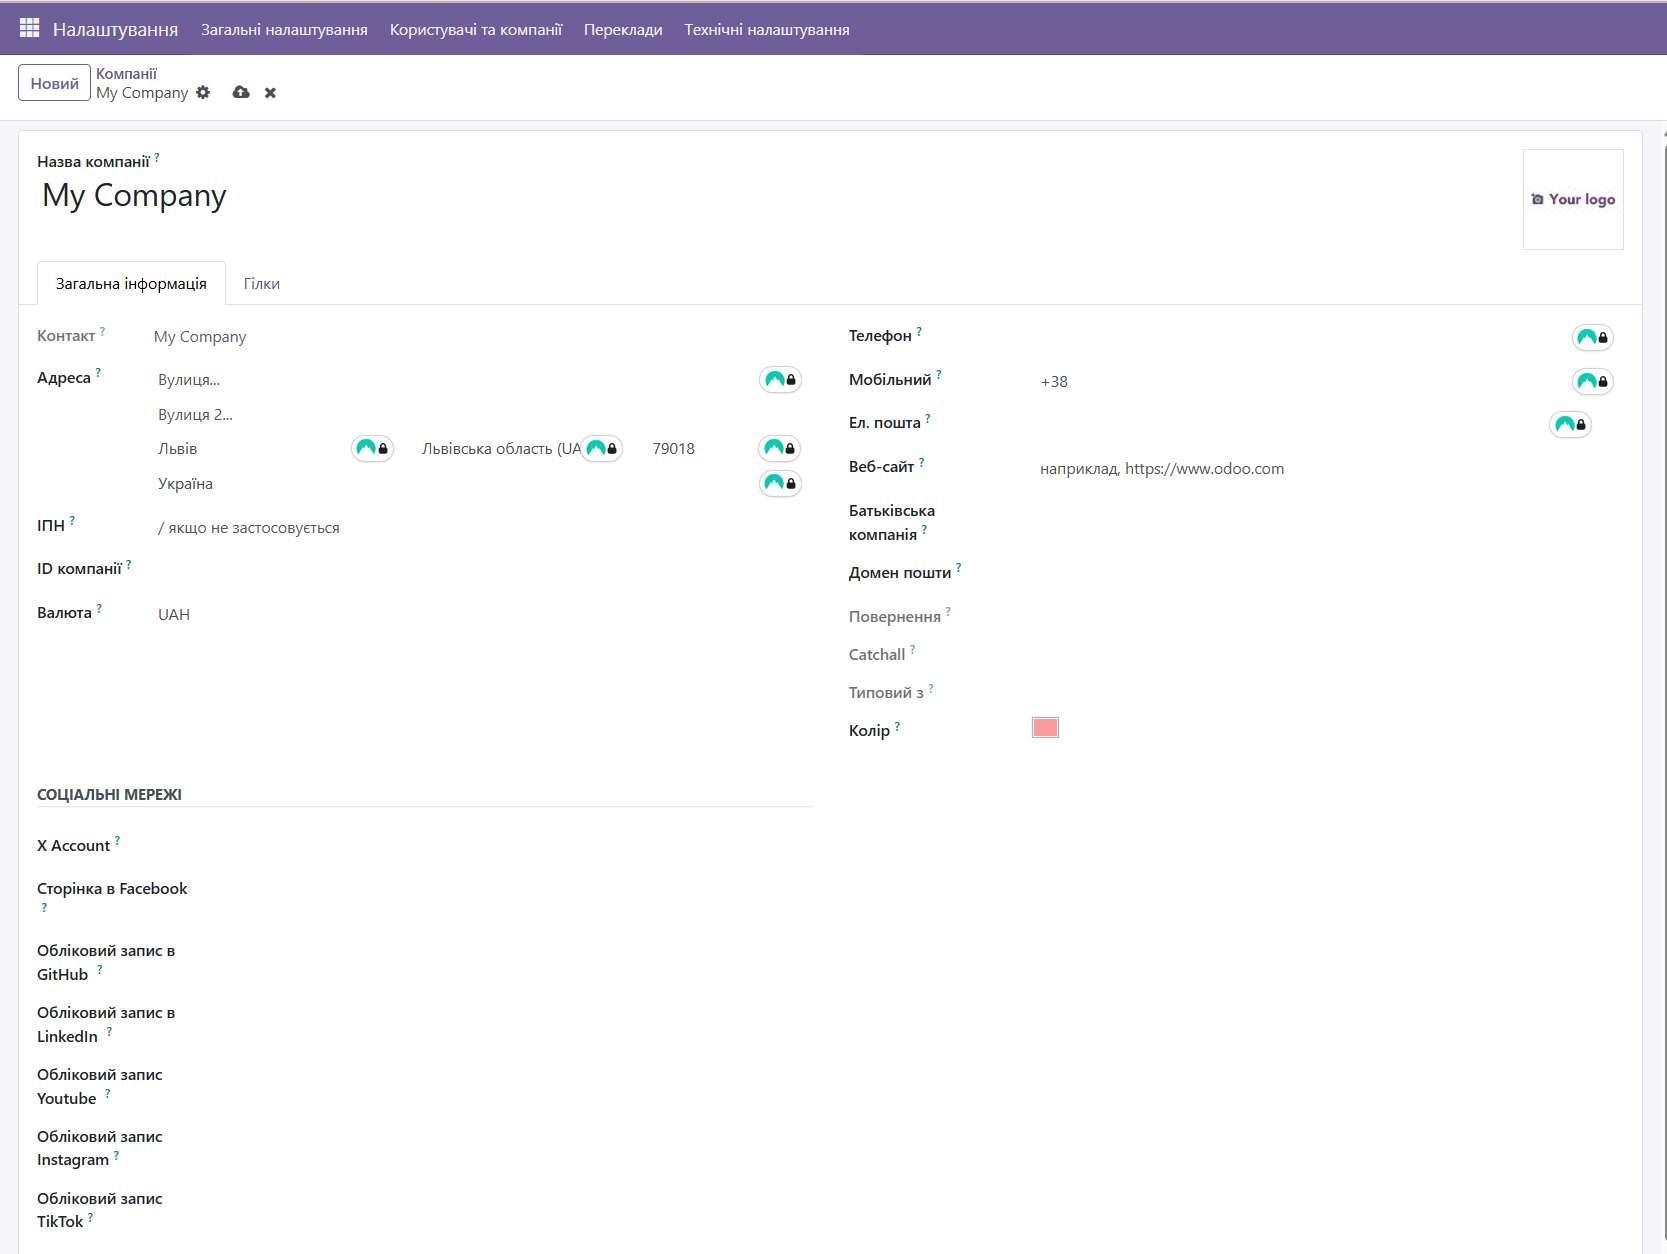 Налаштування Загальні налаштування Користувачі та компанії Переклади Технічні налаштування
Новий
Компанії
My Company
Назва компанії ?
My Company
Your logo
Загальна інформація Гілки
Контакт ? My Company
Адреса ? Вулиця...
Вулиця 2...
Львів Львівська область (UA 79018
Україна
ІПН ? / якщо не застосовується
ID компанії ?
Валюта ? UAH
Телефон ?
Мобільний ? +38
Ел. пошта ?
Веб-сайт ? наприклад, https://www.odoo.com
Батьківська
компанія ?
Домен пошти ?
Повернення ?
Catchall ?
Типовий з ?
Колір ?
СОЦІАЛЬНІ МЕРЕЖІ
X Account ?
Сторінка в Facebook
?
Обліковий запис в
GitHub ?
Обліковий запис в
LinkedIn ?
Обліковий запис
Youtube ?
Обліковий запис
Instagram ?
Обліковий запис
TikTok ?